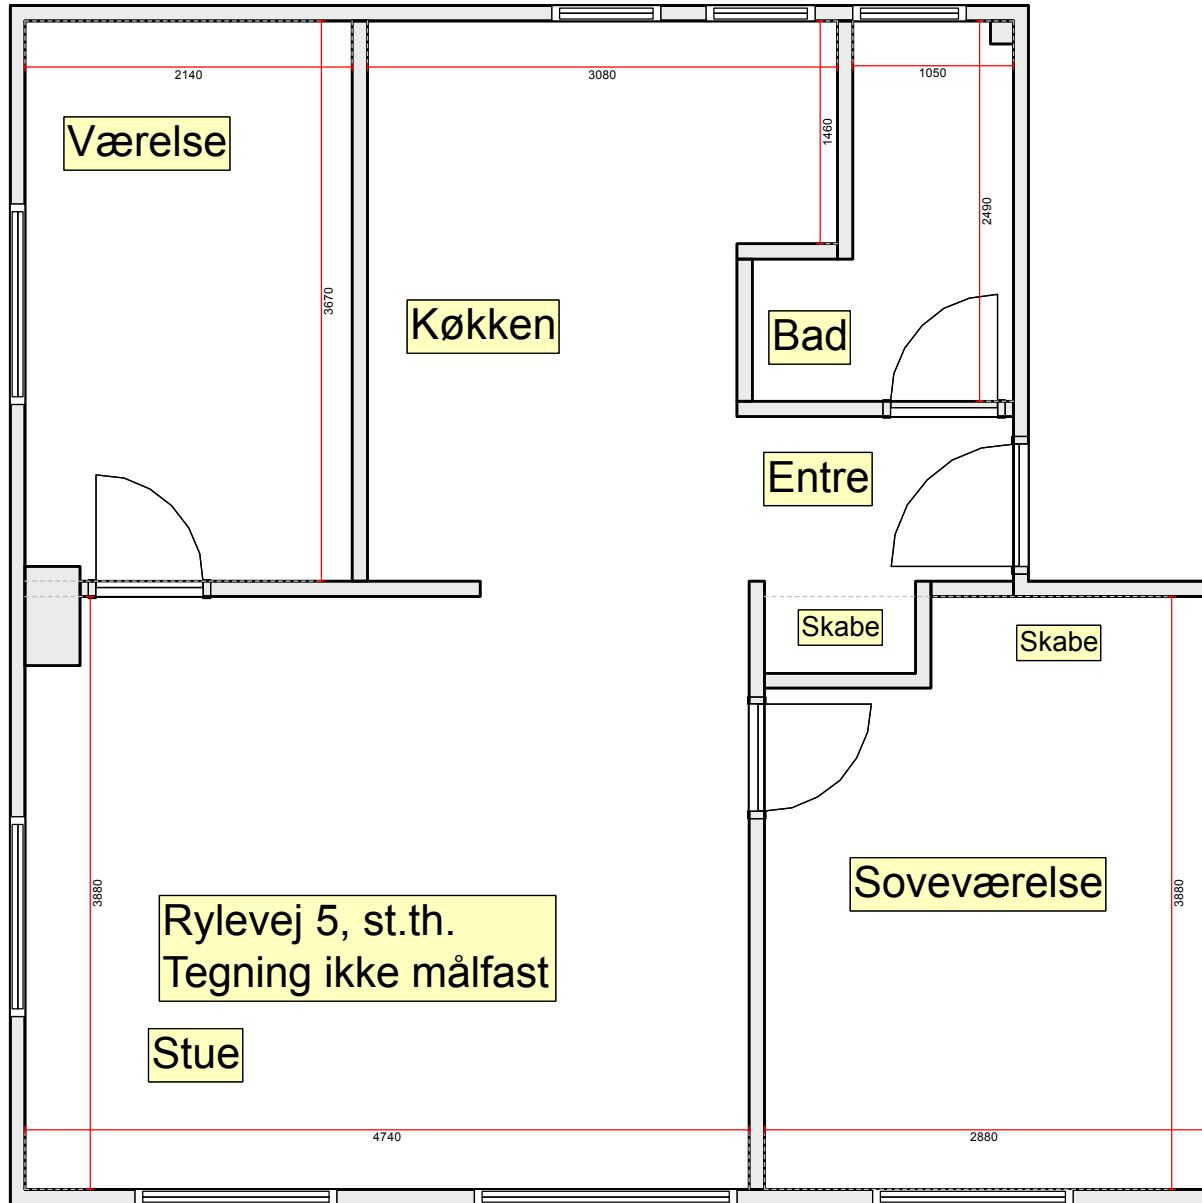 2140
3080
1050
Værelse
1460
2490
3670
Køkken
Bad
Entre
Skabe
Skabe
Soveværelse
3880
3880
Rylevej 5, st.th.
Tegning ikke målfast
Stue
4740
2880